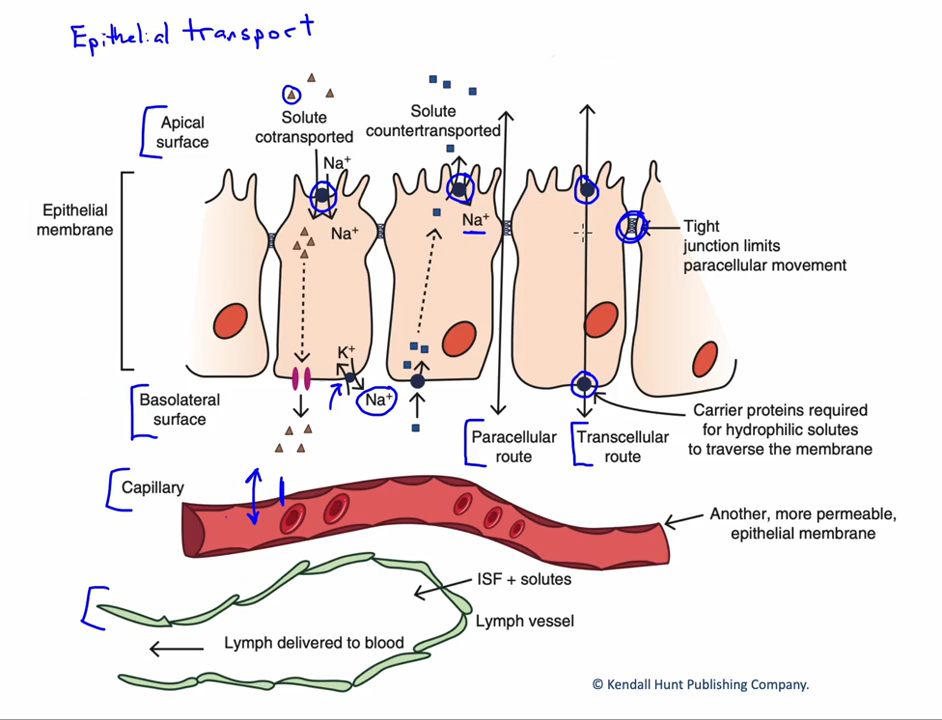 Epithelial transport
Apical
surface
Solute
cotransported
Solute
countertransported
Na⁺
Na⁺
Na⁺
Epithelial
membrane
Tight
junction limits
paracellular movement
K⁺
Na⁺
Basolateral
surface
Paracellular
route
Transcellular
route
Carrier proteins required
for hydrophilic solutes
to traverse the membrane
Capillary
Another, more permeable,
epithelial membrane
ISF + solutes
Lymph vessel
Lymph delivered to blood
© Kendall Hunt Publishing Company.